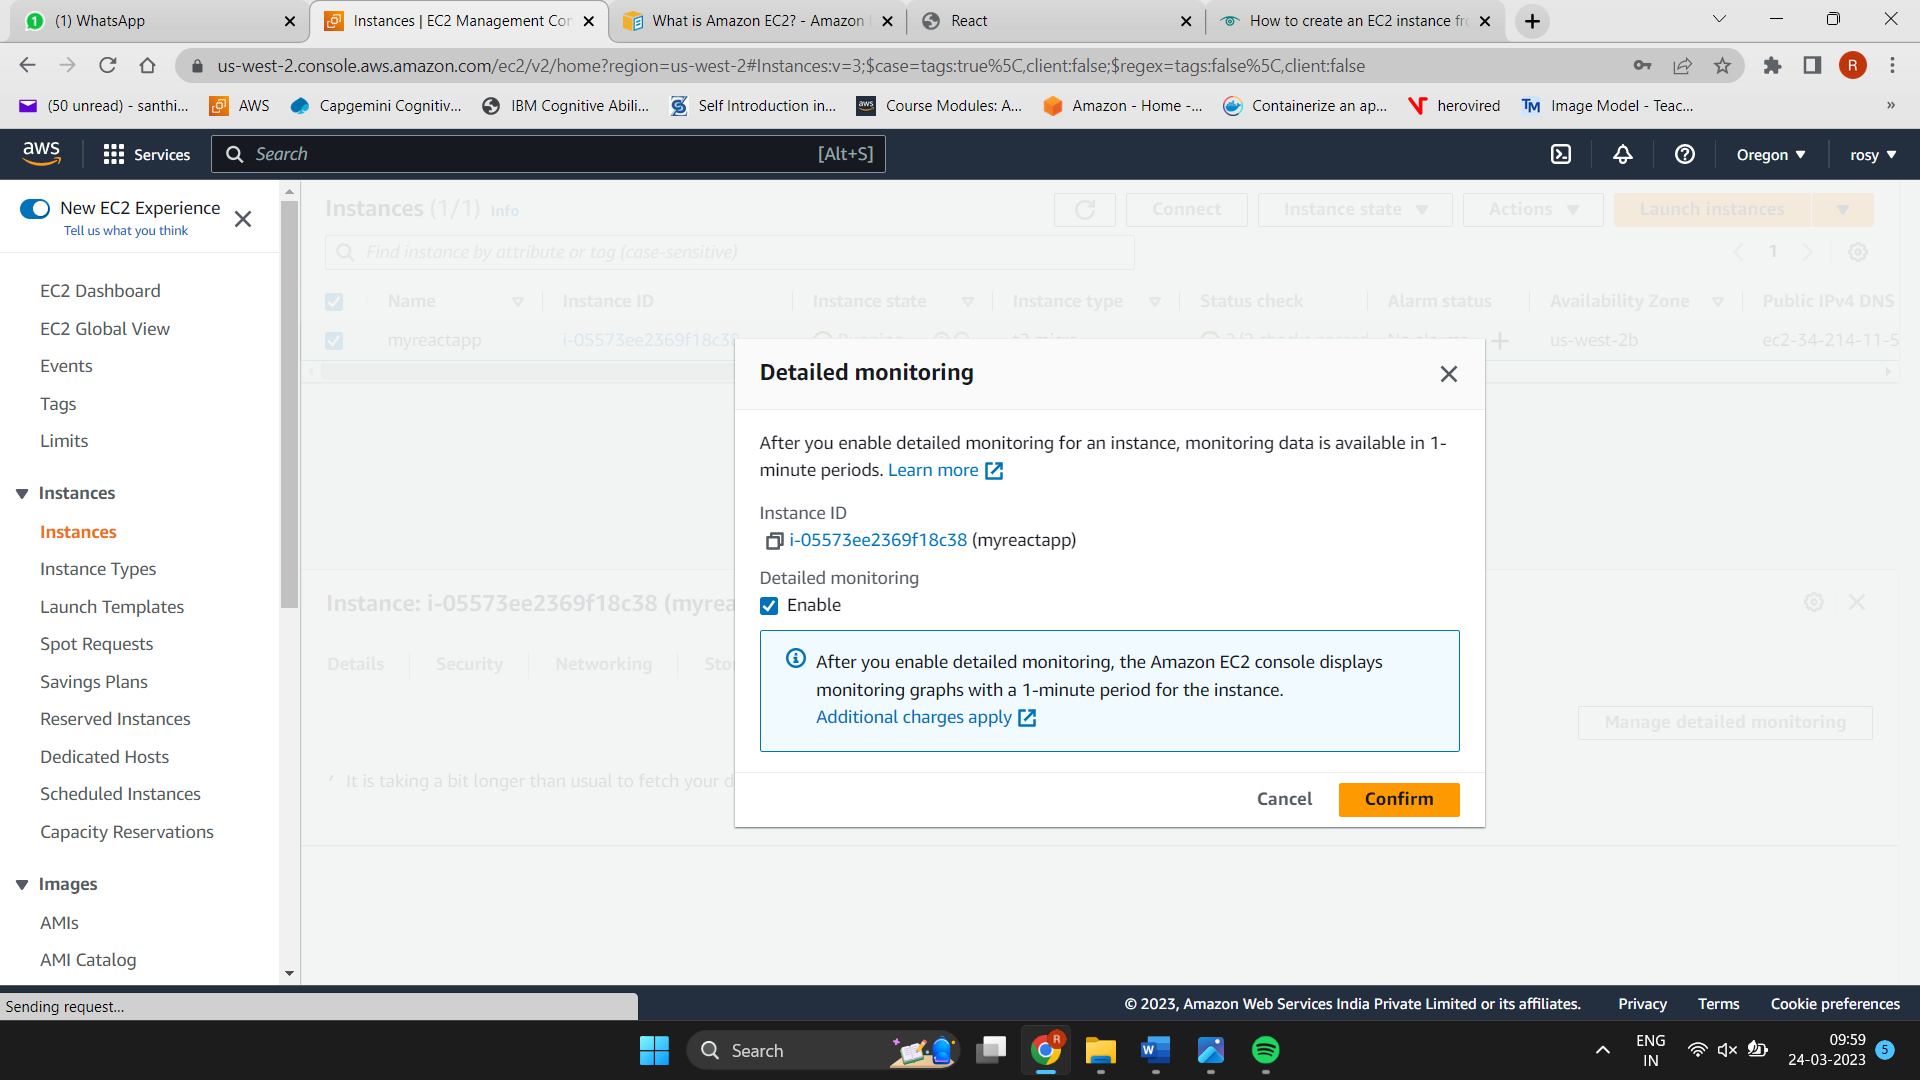 (1) WhatsApp
Instances | EC2 Management Con
What is Amazon EC2? - Amazon
React
How to create an EC2 instance fr
us-west-2.console.aws.amazon.com/ec2/v2/home?region=us-west-2#Instances:v=3;$case=tags:true%5C,client:false;$regex=tags:false%5C,client:false
R
(50 unread) - santhi...
AWS
Capgemini Cognitiv...
IBM Cognitive Abili...
Self Introduction in...
Course Modules: A...
Amazon - Home -...
Containerize an ap...
herovired
TM Image Model - Teac...
»
aws
Services
Search [Alt+S]
Oregon
rosy
New EC2 Experience
Tell us what you think
EC2 Dashboard
EC2 Global View
Events
Tags
Limits
Instances
Instances
Instance Types
Launch Templates
Spot Requests
Savings Plans
Reserved Instances
Dedicated Hosts
Scheduled Instances
Capacity Reservations
Images
AMIs
AMI Catalog
Instances (1/1) Info
Connect
Instance state
Actions
Launch instances
Find instance by attribute or tag (case-sensitive)
1
Name
Instance ID
Instance state
Instance type
Status check
Alarm status
Availability Zone
Public IPv4 DNS
myreactapp
i-05573ee2369f18c38
Running
t2.micro
2/2 checks passed
No alarms
us-west-2b
ec2-34-214-11-5
Instance: i-05573ee2369f18c38 (myrea
Details
Security
Networking
Sto
Manage detailed monitoring
It is taking a bit longer than usual to fetch your d
Detailed monitoring
After you enable detailed monitoring for an instance, monitoring data is available in 1-
minute periods. Learn more
Instance ID
i-05573ee2369f18c38 (myreactapp)
Detailed monitoring
Enable
After you enable detailed monitoring, the Amazon EC2 console displays
monitoring graphs with a 1-minute period for the instance.
Additional charges apply
Cancel
Confirm
Sending request...
© 2023, Amazon Web Services India Private Limited or its affiliates.
Privacy
Terms
Cookie preferences
Search
R
W
ENG
IN
09:59
24-03-2023
5